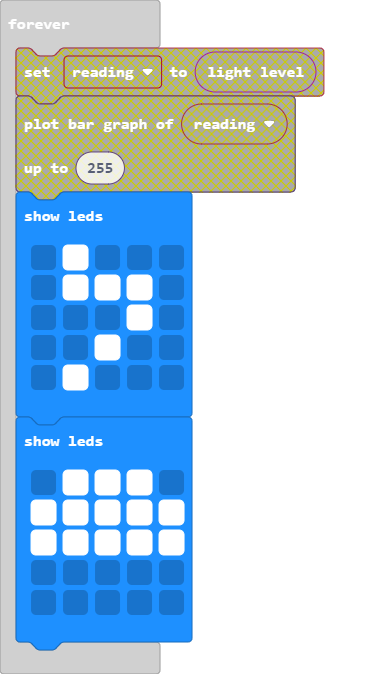 forever
set reading to light level
plot bar graph of reading
up to 255
show leds
show leds